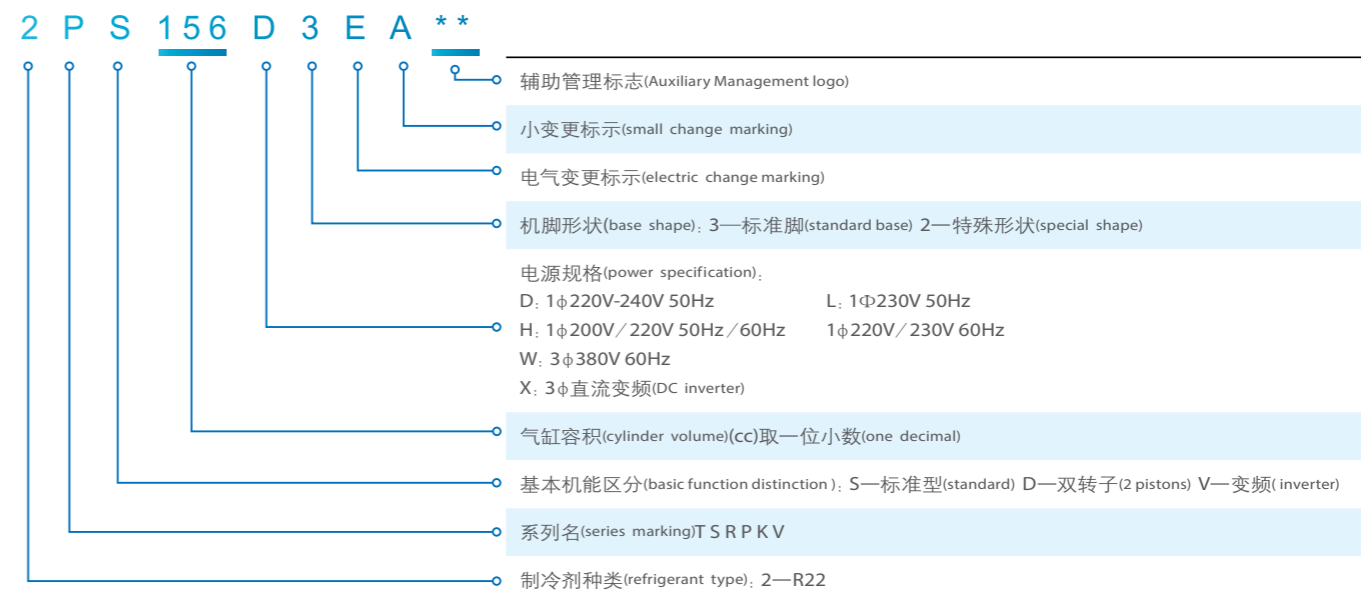 2 P S 156 D 3 E A **
辅助管理标志(Auxiliary Management logo)
小变更标示(small change marking)
电气变更标示(electric change marking)
机脚形状(base shape): 3—标准脚(standard base) 2—特殊形状(special shape)
电源规格(power specification):
D: 1ϕ220V-240V 50Hz L: 1Φ230V 50Hz
H: 1ϕ200V/220V 50Hz/60Hz 1ϕ220V/230V 60Hz
W: 3ϕ380V 60Hz
X: 3ϕ直流变频(DC inverter)
气缸容积(cylinder volume)(cc)取一位小数(one decimal)
基本机能区分(basic function distinction): S—标准型(standard) D—双转子(2 pistons) V—变频( inverter)
系列名(series marking)T S R P K V
制冷剂种类(refrigerant type): 2—R22